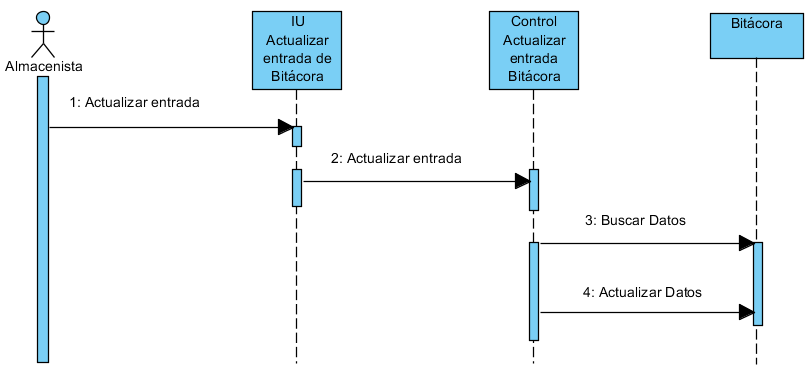 Almacenista
IU
Actualizar
entrada de
Bitácora
Control
Actualizar
entrada
Bitácora
Bitácora
1: Actualizar entrada
2: Actualizar entrada
3: Buscar Datos
4: Actualizar Datos